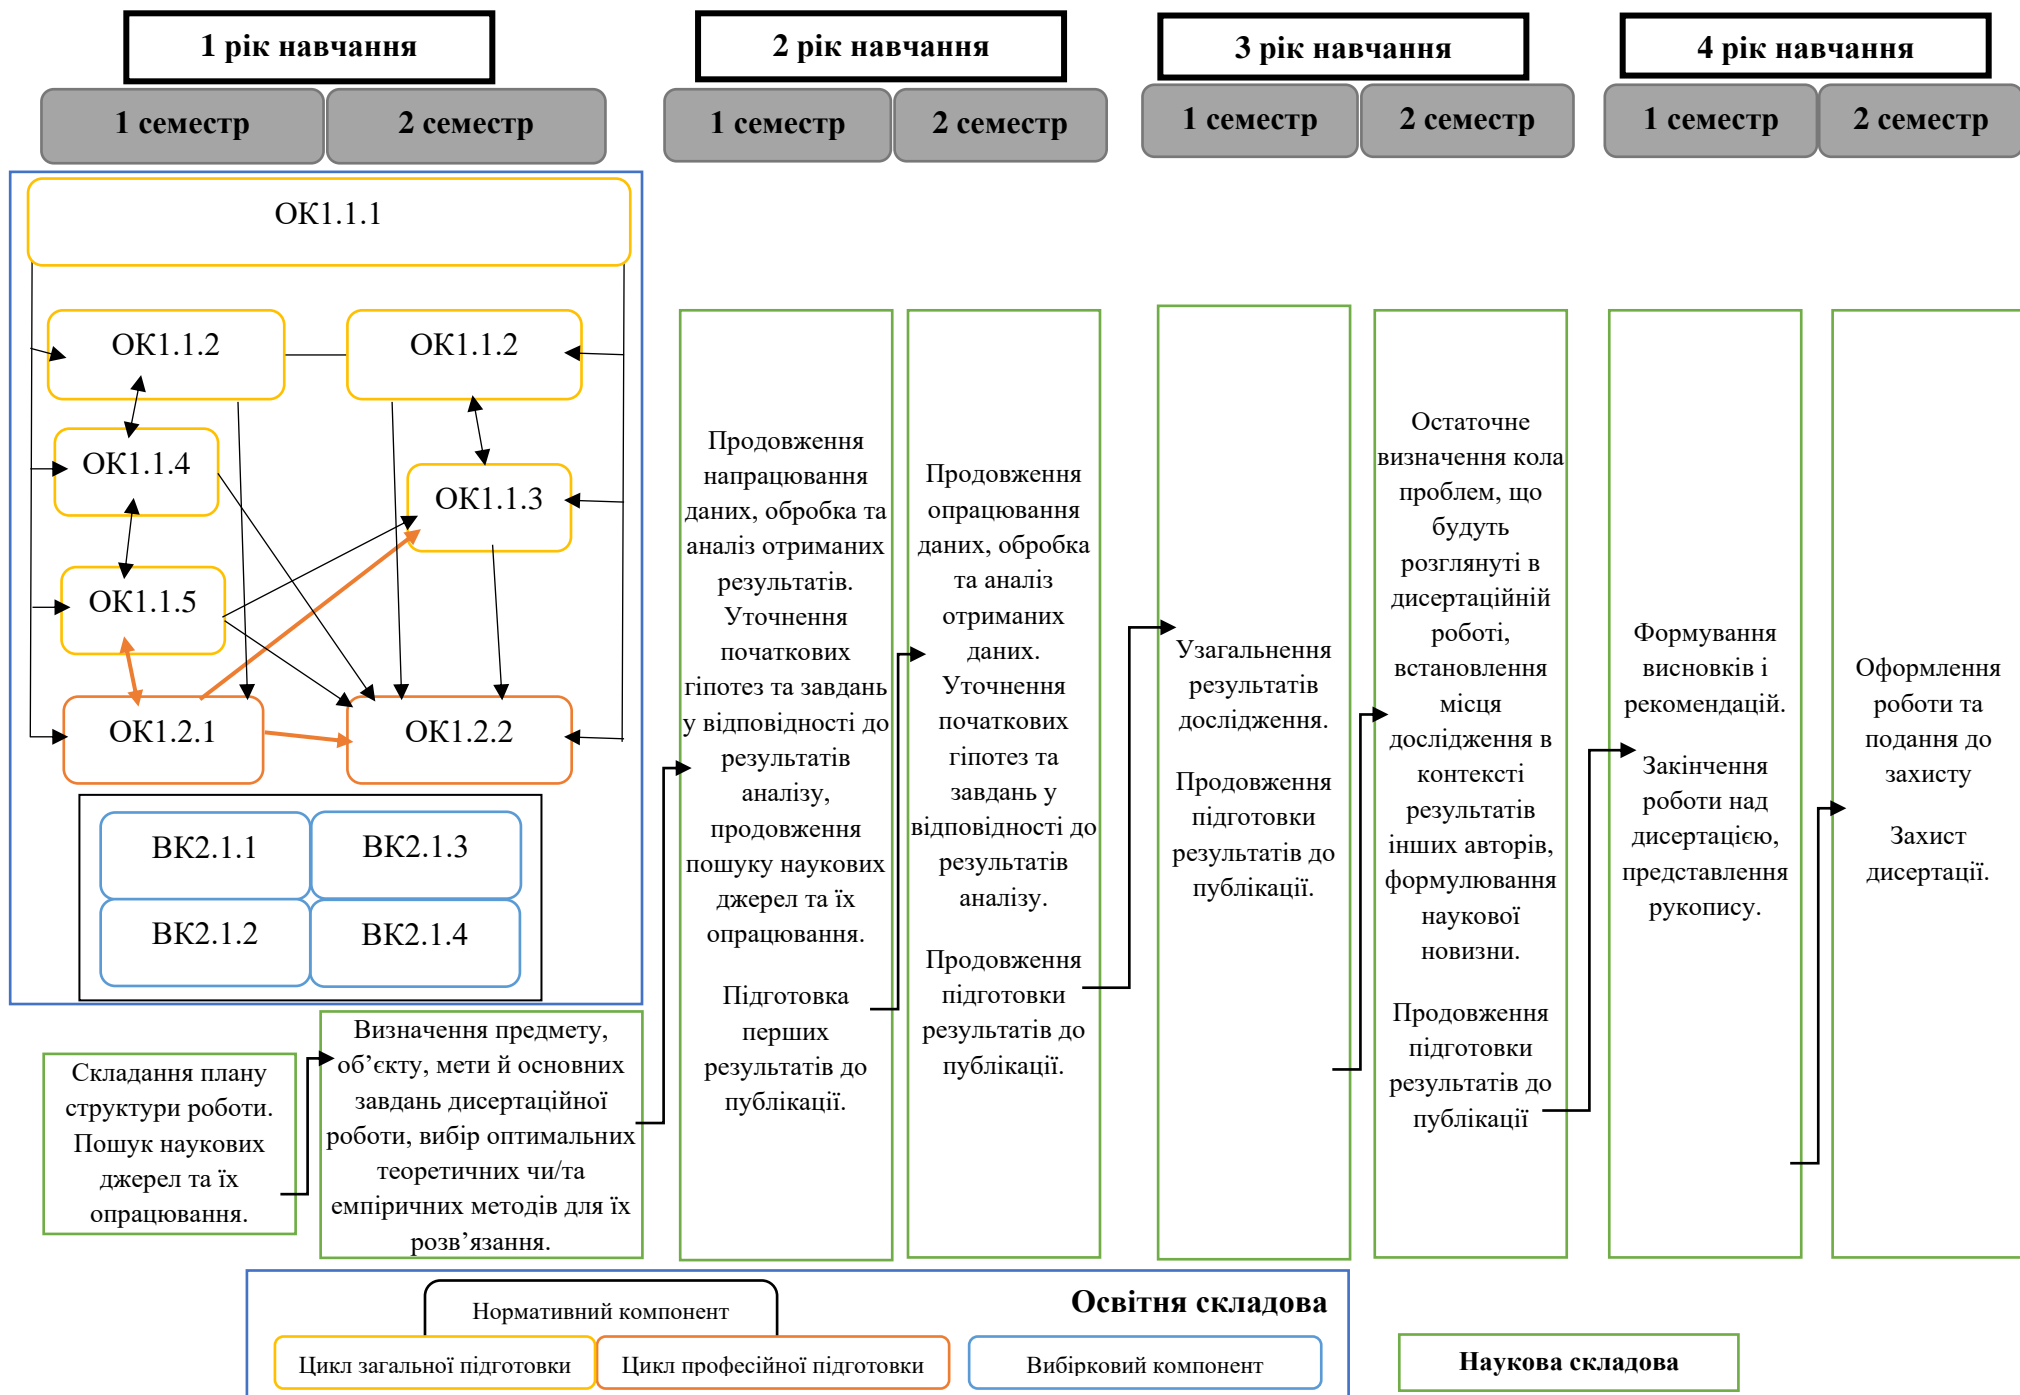 1 рік навчання
2 рік навчання
3 рік навчання
4 рік навчання
1 семестр
2 семестр
1 семестр
2 семестр
1 семестр
2 семестр
1 семестр
2 семестр
ОК1.1.1
ОК1.1.2
ОК1.1.2
ОК1.1.4
ОК1.1.3
ОК1.1.5
ОК1.2.1
ОК1.2.2
ВК2.1.1
ВК2.1.3
ВК2.1.2
ВК2.1.4
Складання плану
структури роботи.
Пошук наукових
джерел та їх
опрацювання.
Визначення предмету,
об’єкту, мети й основних
завдань дисертаційної
роботи, вибір оптимальних
теоретичних чи/та
емпіричних методів для їх
розв’язання.
Продовження
напрацювання
даних, обробка та
аналіз отриманих
результатів.
Уточнення
початкових
гіпотез та завдань
у відповідності до
результатів
аналізу,
продовження
пошуку наукових
джерел та їх
опрацювання.
Підготовка
перших
результатів до
публікації.
Продовження
опрацювання
даних, обробка
та аналіз
отриманих
даних.
Уточнення
початкових
гіпотез та
завдань у
відповідності до
результатів
аналізу.
Продовження
підготовки
результатів до
публікації.
Узагальнення
результатів
дослідження.
Продовження
підготовки
результатів до
публікації.
Остаточне
визначення кола
проблем, що
будуть
розглянуті в
дисертаційній
роботі,
встановлення
місця
дослідження в
контексті
результатів
інших авторів,
формулювання
наукової
новизни.
Продовження
підготовки
результатів до
публікації
Формування
висновків і
рекомендацій.
Закінчення
роботи над
дисертацією,
представлення
рукопису.
Оформлення
роботи та
подання до
захисту
Захист
дисертації.
Нормативний компонент
Освітня складова
Цикл загальної підготовки
Цикл професійної підготовки
Вибірковий компонент
Наукова складова